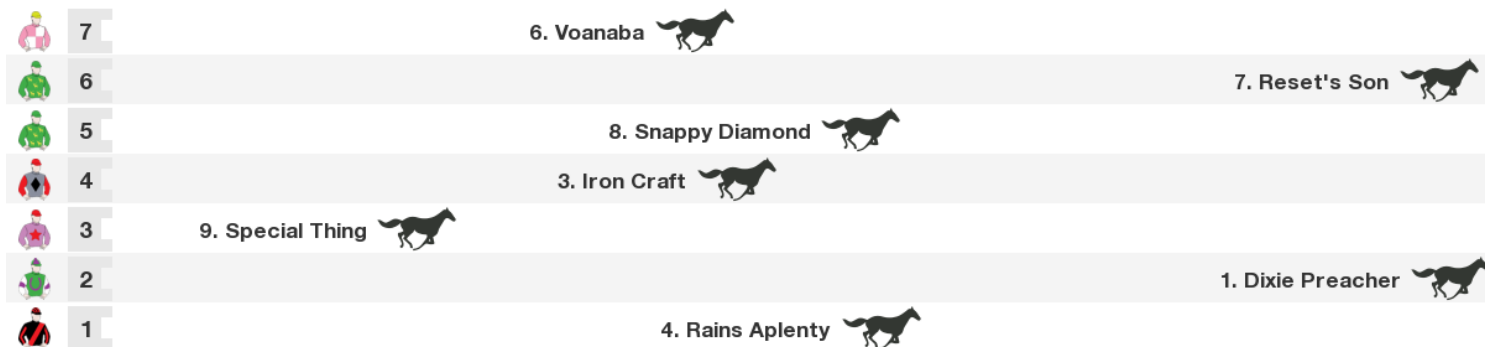 7 6. Voanaba
6 7. Reset's Son
5 8. Snappy Diamond
4 3. Iron Craft
3 9. Special Thing
2 1. Dixie Preacher
1 4. Rains Aplenty